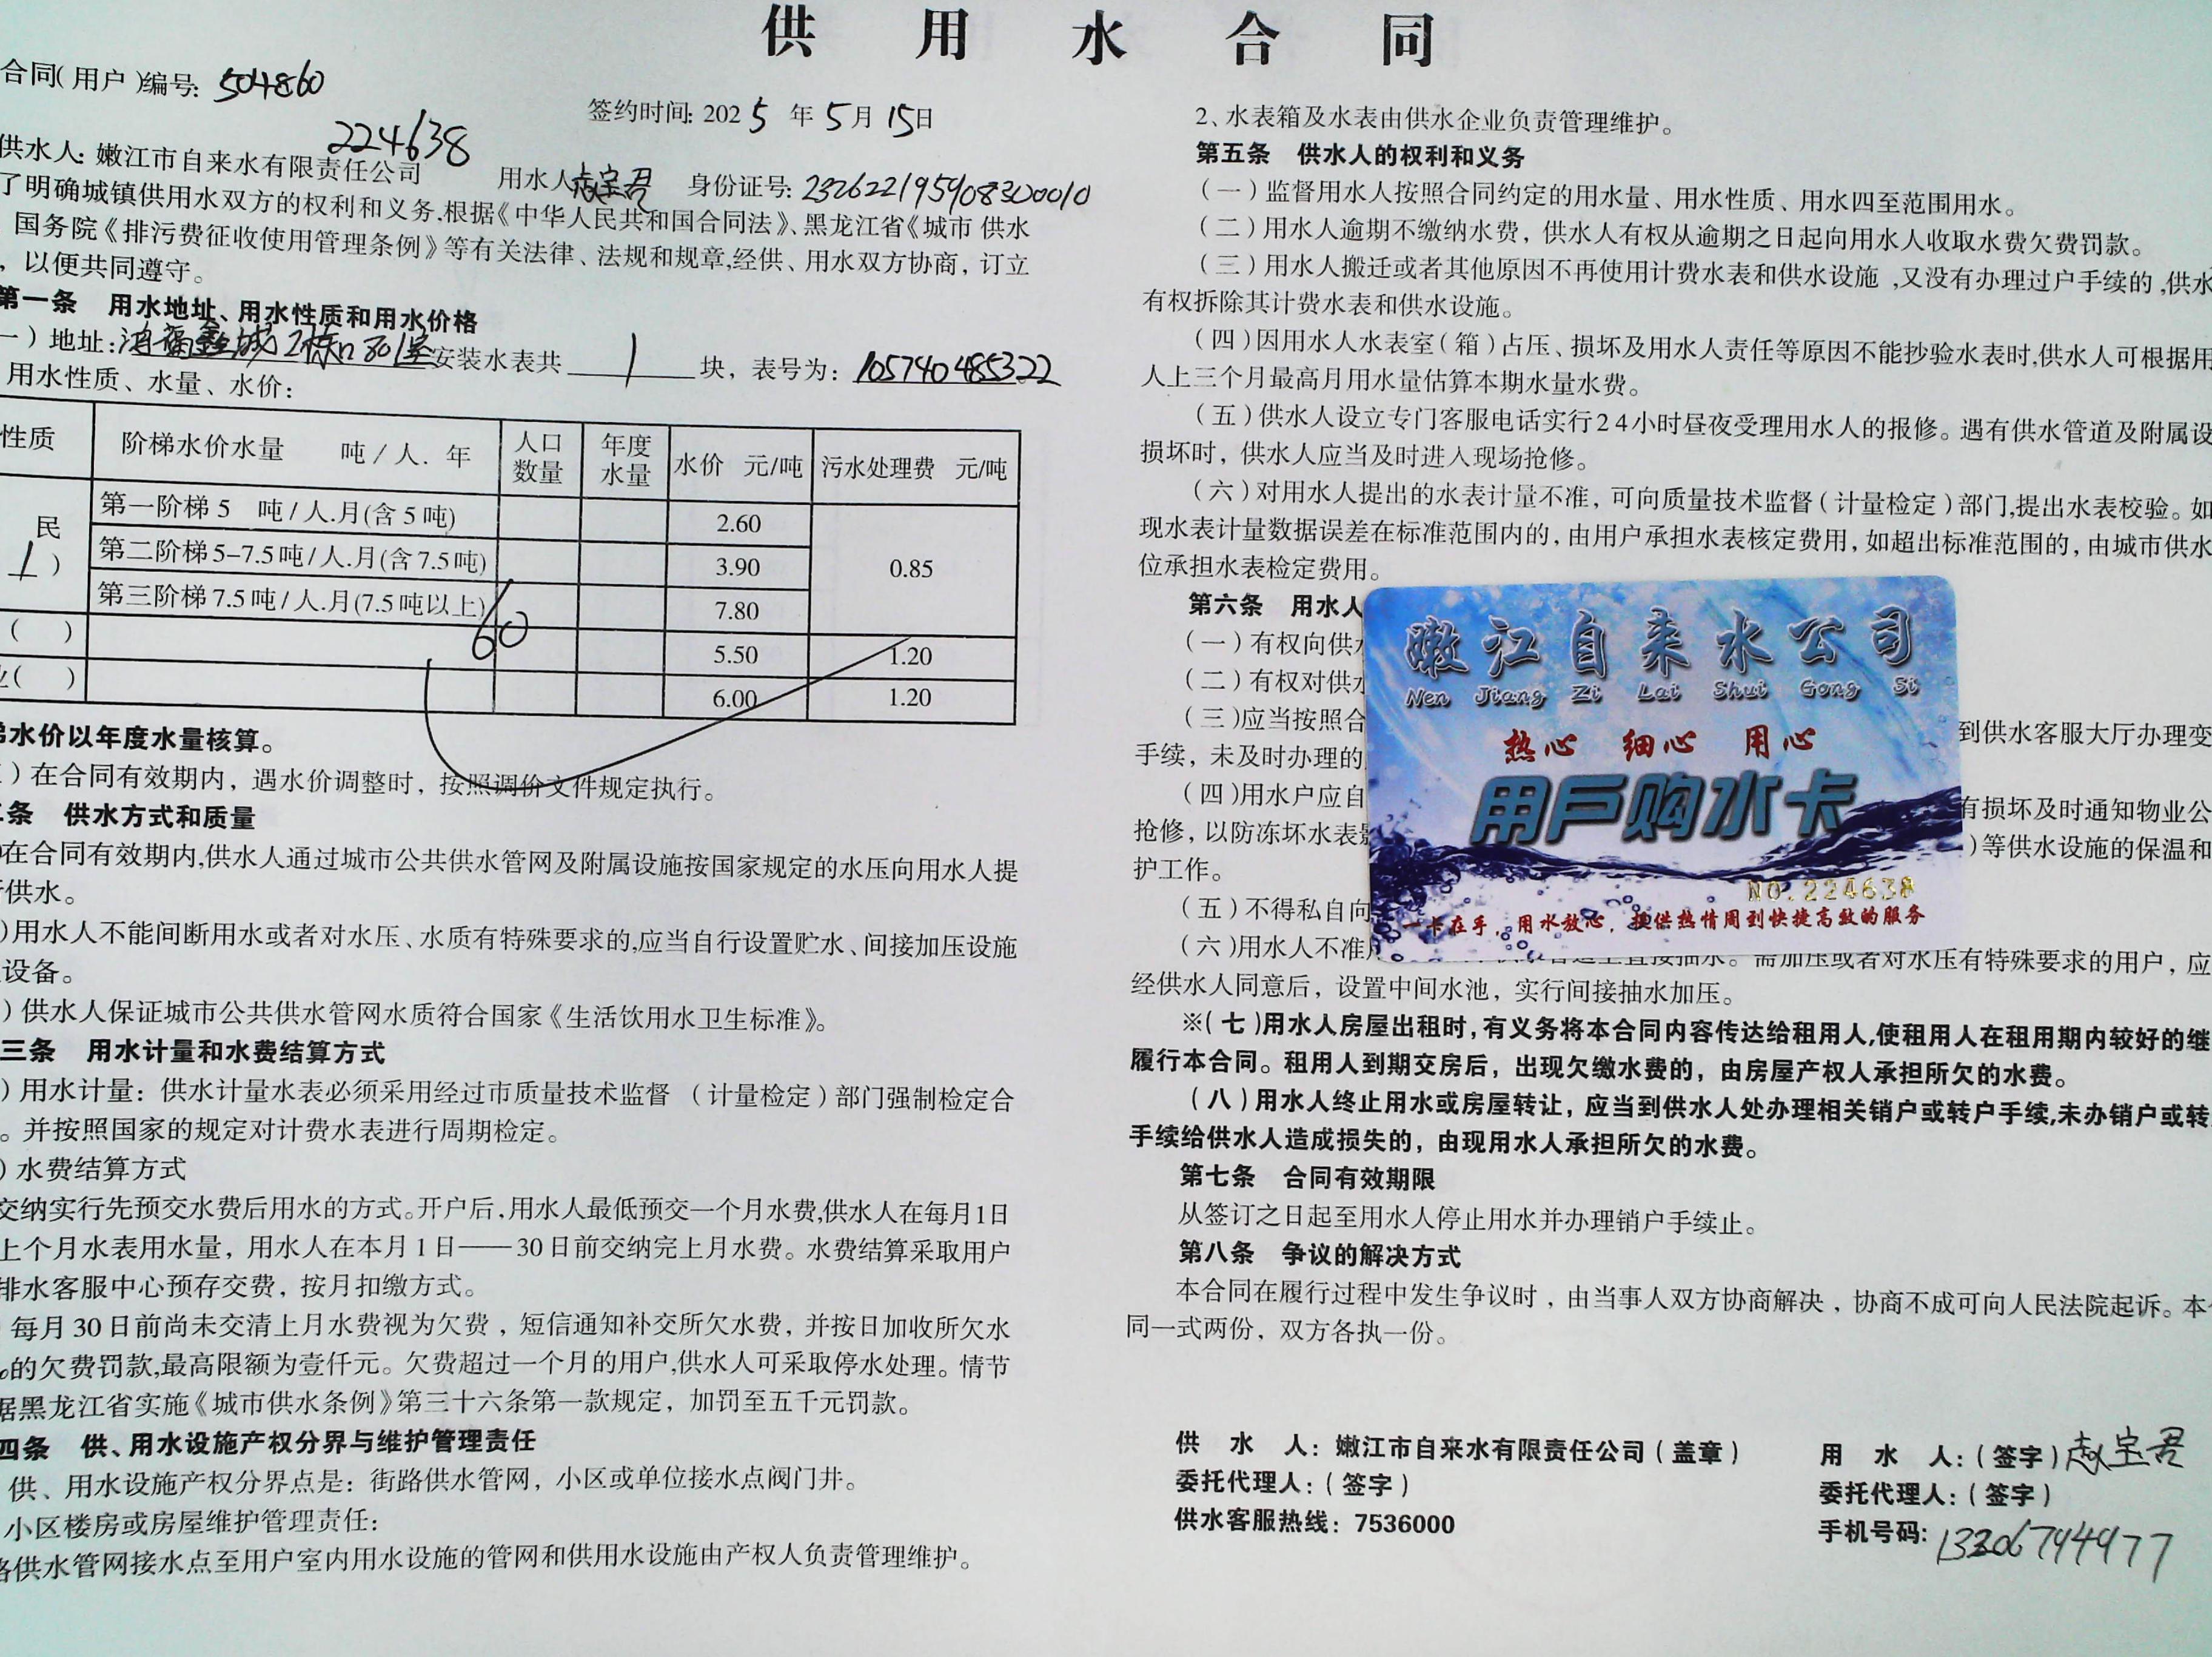 供用水合同
合同(用户)编号: 504860
签约时间: 2025 年 5 月 15 日
224638
供水人: 嫩江市自来水有限责任公司 用水人 赵宝君 身份证号: 232622195908300010
了明确城镇供用水双方的权利和义务,根据《中华人民共和国合同法》、黑龙江省《城市 供水
国务院《排污费征收使用管理条例》等有关法律、法规和规章,经供、用水双方协商, 订立
, 以便共同遵守。
第一条 用水地址、用水性质和用水价格
一)地址: 鸿福鑫城2栋 801室 安装水表共 1 块, 表号为: 105740485322
用水性质、水量、水价:
性质 阶梯水价水量 吨/人. 年 人口数量 年度水量 水价 元/吨 污水处理费 元/吨
民 第一阶梯 5 吨/人.月(含 5 吨) 2.60
1 ) 第二阶梯 5-7.5 吨/人.月(含 7.5 吨) 3.90 0.85
第三阶梯 7.5 吨/人.月(7.5 吨以上) 7.80
60
( ) 5.50 1.20
业( ) 6.00 1.20
梯水价以年度水量核算。
)在合同有效期内, 遇水价调整时, 按照调价文件规定执行。
条 供水方式和质量
)在合同有效期内,供水人通过城市公共供水管网及附属设施按国家规定的水压向用水人提
供水。
)用水人不能间断用水或者对水压、水质有特殊要求的,应当自行设置贮水、间接加压设施
设备。
)供水人保证城市公共供水管网水质符合国家《生活饮用水卫生标准》。
三条 用水计量和水费结算方式
)用水计量: 供水计量水表必须采用经过市质量技术监督 (计量检定)部门强制检定合
。并按照国家的规定对计费水表进行周期检定。
)水费结算方式
交纳实行先预交水费后用水的方式。开户后,用水人最低预交一个月水费,供水人在每月1日
上个月水表用水量, 用水人在本月 1 日——30 日前交纳完上月水费。水费结算采取用户
排水客服中心预存交费, 按月扣缴方式。
每月 30 日前尚未交清上月水费视为欠费, 短信通知补交所欠水费, 并按日加收所欠水
的欠费罚款,最高限额为壹仟元。欠费超过一个月的用户,供水人可采取停水处理。情节
据黑龙江省实施《城市供水条例》第三十六条第一款规定, 加罚至五千元罚款。
四条 供、用水设施产权分界与维护管理责任
供、用水设施产权分界点是: 街路供水管网, 小区或单位接水点阀门井。
小区楼房或房屋维护管理责任:
路供水管网接水点至用户室内用水设施的管网和供用水设施由产权人负责管理维护。
2、水表箱及水表由供水企业负责管理维护。
第五条 供水人的权利和义务
(一)监督用水人按照合同约定的用水量、用水性质、用水四至范围用水。
(二)用水人逾期不缴纳水费, 供水人有权从逾期之日起向用水人收取水费欠费罚款。
(三)用水人搬迁或者其他原因不再使用计费水表和供水设施 ,又没有办理过户手续的,供水
有权拆除其计费水表和供水设施。
(四)因用水人水表室(箱)占压、损坏及用水人责任等原因不能抄验水表时,供水人可根据用
人上三个月最高月用水量估算本期水量水费。
(五)供水人设立专门客服电话实行24小时昼夜受理用水人的报修。遇有供水管道及附属设
损坏时, 供水人应当及时进入现场抢修。
(六)对用水人提出的水表计量不准, 可向质量技术监督(计量检定)部门,提出水表校验。如
现水表计量数据误差在标准范围内的, 由用户承担水表核定费用, 如超出标准范围的, 由城市供水
位承担水表检定费用。
第六条 用水人
(一)有权向供水
(二)有权对供水
(三)应当按照合 到供水客服大厅办理变
手续, 未及时办理的
(四)用水户应自 有损坏及时通知物业公
抢修, 以防冻坏水表 )等供水设施的保温和
护工作。
(五)不得私自向
(六)用水人不准 直接抽水。需加压或者对水压有特殊要求的用户, 应
经供水人同意后, 设置中间水池, 实行间接抽水加压。
※(七)用水人房屋出租时, 有义务将本合同内容传达给租用人,使租用人在租用期内较好的继
履行本合同。租用人到期交房后, 出现欠缴水费的, 由房屋产权人承担所欠的水费。
(八)用水人终止用水或房屋转让, 应当到供水人处办理相关销户或转户手续,未办销户或转
手续给供水人造成损失的, 由现用水人承担所欠的水费。
第七条 合同有效期限
从签订之日起至用水人停止用水并办理销户手续止。
第八条 争议的解决方式
本合同在履行过程中发生争议时, 由当事人双方协商解决, 协商不成可向人民法院起诉。本
同一式两份, 双方各执一份。
供 水 人: 嫩江市自来水有限责任公司(盖章)
委托代理人:(签字)
供水客服热线: 7536000
用 水 人:(签字)赵宝君
委托代理人:(签字)
手机号码: 13206794977
嫩江自来水公司
Nen Jiang Zi Lai Shui Gong Si
热心 细心 用心
用戶购水卡
NO.224638
一卡在手, 用水放心, 提供热情周到快捷高效的服务